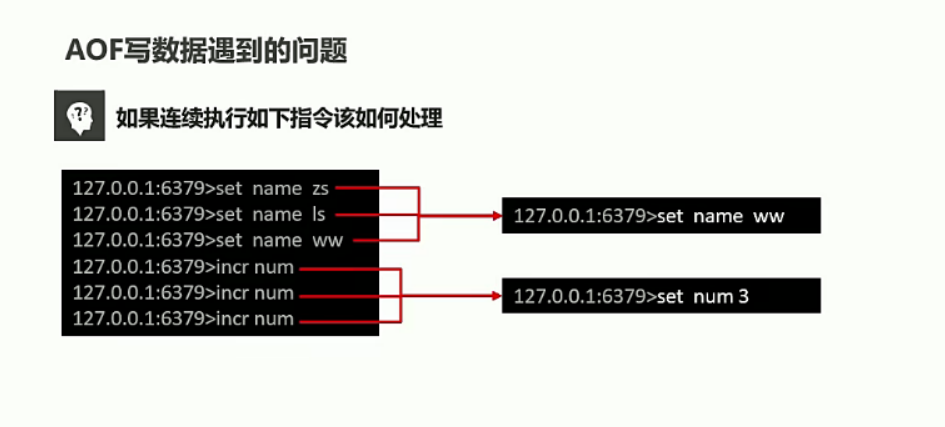 AOF写数据遇到的问题
??
如果连续执行如下指令该如何处理
127.0.0.1:6379>set name zs
127.0.0.1:6379>set name ls
127.0.0.1:6379>set name ww
127.0.0.1:6379>incr num
127.0.0.1:6379>incr num
127.0.0.1:6379>incr num
127.0.0.1:6379>set name ww
127.0.0.1:6379>set num 3